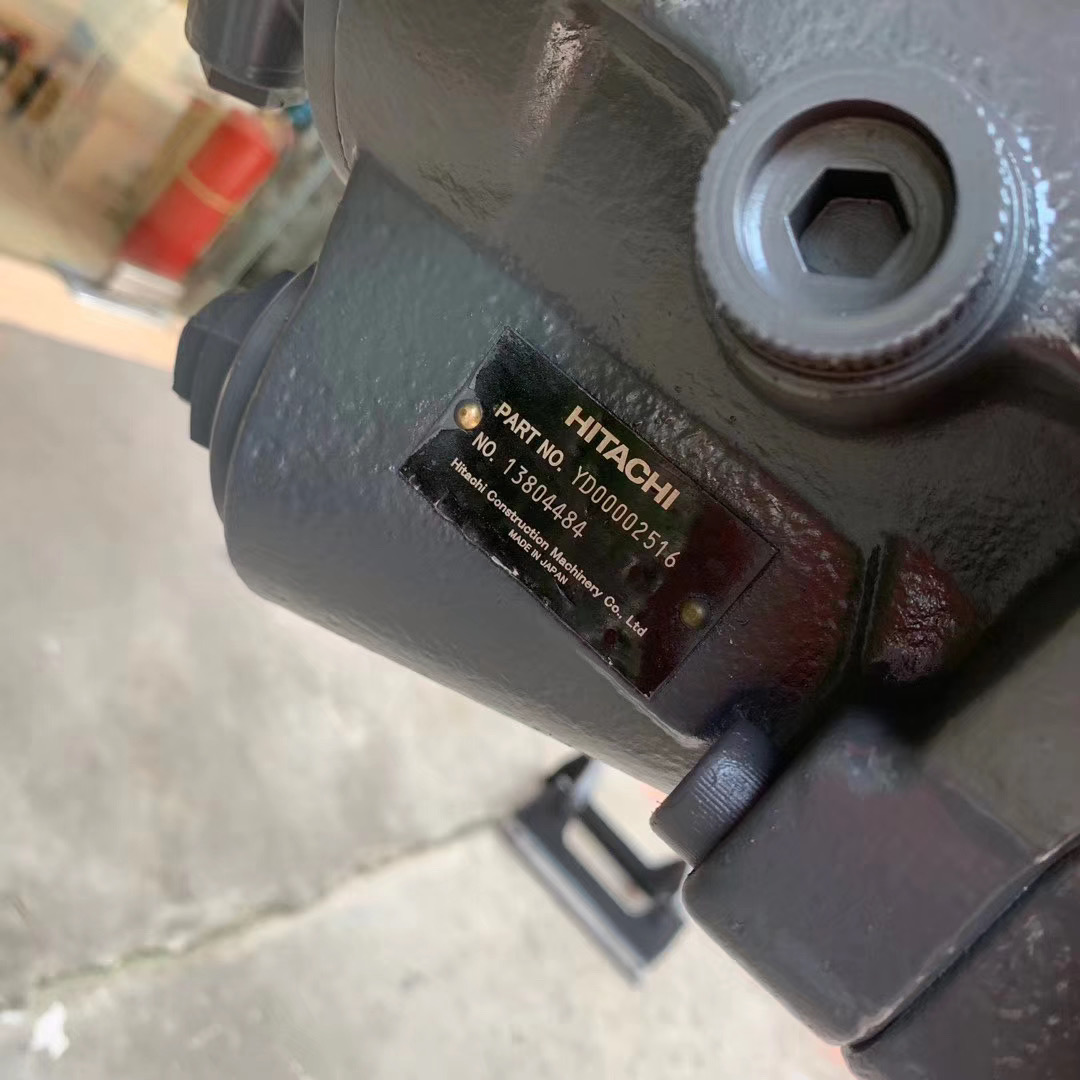 HITACHI
PART NO. YD00002516
NO. 13804484
Hitachi Construction Machinery Co., Ltd
MADE IN JAPAN